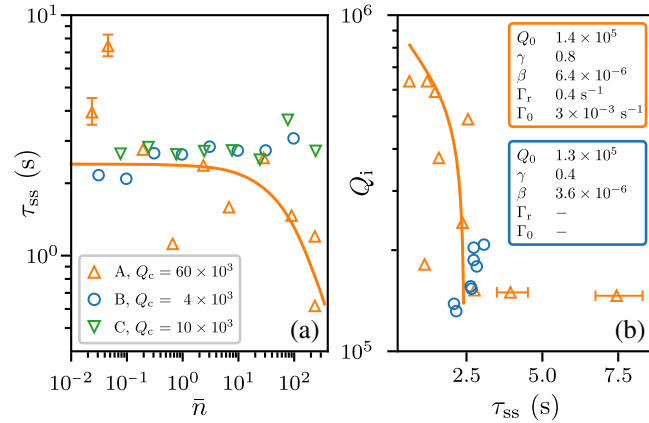 10¹
10⁰
τss (s)
A, Qc = 60 × 10³
B, Qc = 4 × 10³
C, Qc = 10 × 10³
(a)
10⁻² 10⁻¹ 10⁰ 10¹ 10²
n̄
10⁶
10⁵
Qi
Q0 1.4 × 10⁵
γ 0.8
β 6.4 × 10⁻⁶
Γr 0.4 s⁻¹
Γ0 3 × 10⁻³ s⁻¹
Q0 1.3 × 10⁵
γ 0.4
β 3.6 × 10⁻⁶
Γr –
Γ0 –
(b)
2.5 5.0 7.5
τss (s)